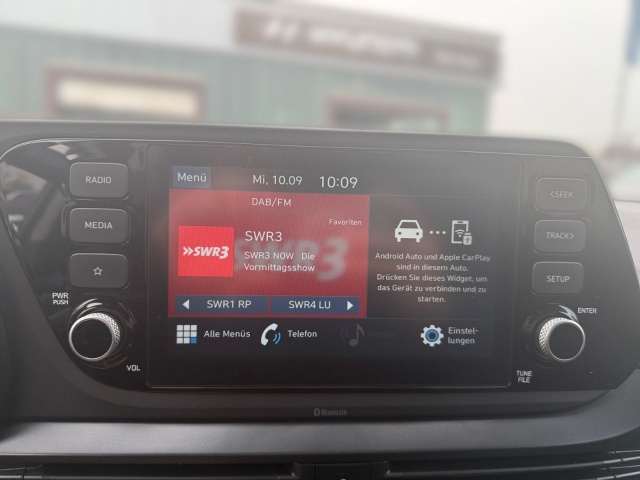 HYUNDAI
RADIO
MEDIA
PWR
PUSH
VOL
Menü
Mi, 10.09
10:09
DAB/FM
Favoriten
SWR3
SWR3
SWR3 NOW Die
Vormittagsshow
SWR1 RP
SWR4 LU
Android Auto und Apple CarPlay
sind in diesem Auto.
Drücken Sie dieses Widget, um
das Gerät zu verbinden und zu
starten.
Alle Menüs
Telefon
Einstel-
lungen
SEEK
TRACK
SETUP
ENTER
TUNE
FILE
Bluetooth